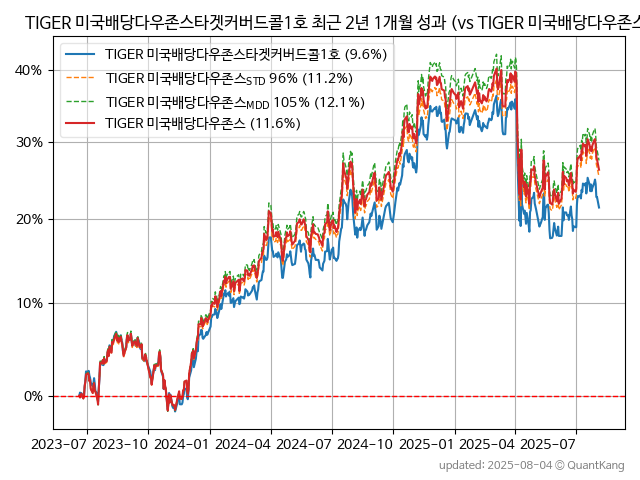 TIGER 미국배당다우존스타겟커버드콜1호 최근 2년 1개월 성과 (vs TIGER 미국배당다우존스
TIGER 미국배당다우존스타겟커버드콜1호 (9.6%)
TIGER 미국배당다우존스STD 96% (11.2%)
TIGER 미국배당다우존스MDD 105% (12.1%)
TIGER 미국배당다우존스 (11.6%)
40%
30%
20%
10%
0%
2023-07 2023-10 2024-01 2024-04 2024-07 2024-10 2025-01 2025-04 2025-07
updated: 2025-08-04 © QuantKang